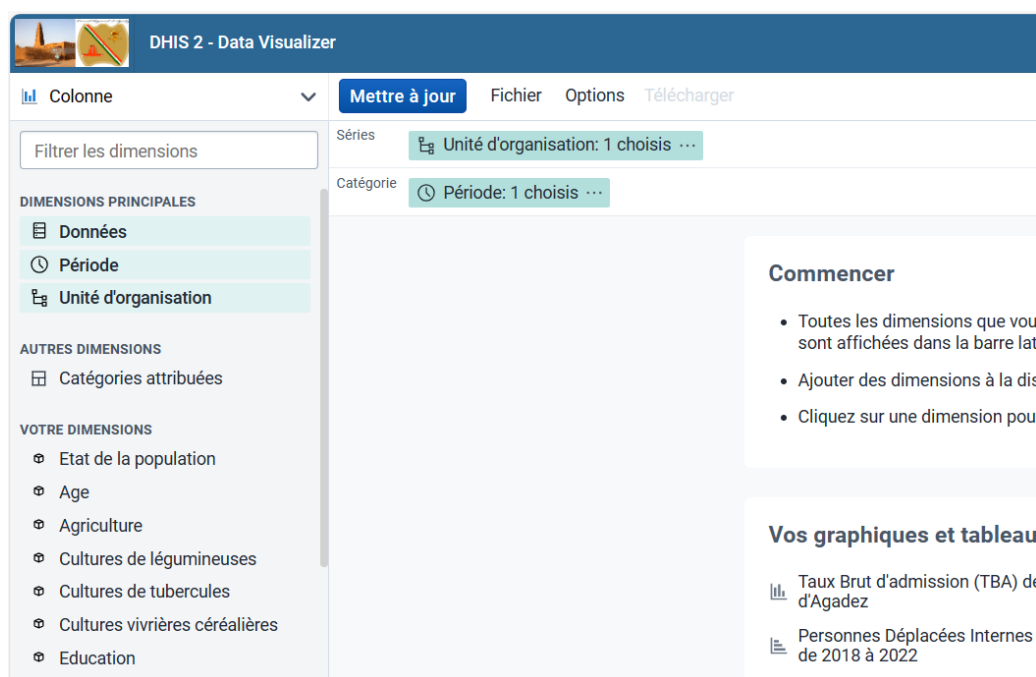 DHIS 2 - Data Visualizer
Colonne
Mettre à jour Fichier Options Télécharger
Filtrer les dimensions
Séries
Unité d'organisation: 1 choisis ...
Catégorie
Période: 1 choisis ...
DIMENSIONS PRINCIPALES
Données
Période
Unité d'organisation
AUTRES DIMENSIONS
Catégories attribuées
VOTRE DIMENSIONS
Etat de la population
Age
Agriculture
Cultures de légumineuses
Cultures de tubercules
Cultures vivrières céréalières
Education
Commencer
Toutes les dimensions que vou
sont affichées dans la barre lat
Ajouter des dimensions à la dis
Cliquez sur une dimension pou
Vos graphiques et tableau
Taux Brut d'admission (TBA) de
d'Agadez
Personnes Déplacées Internes
de 2018 à 2022